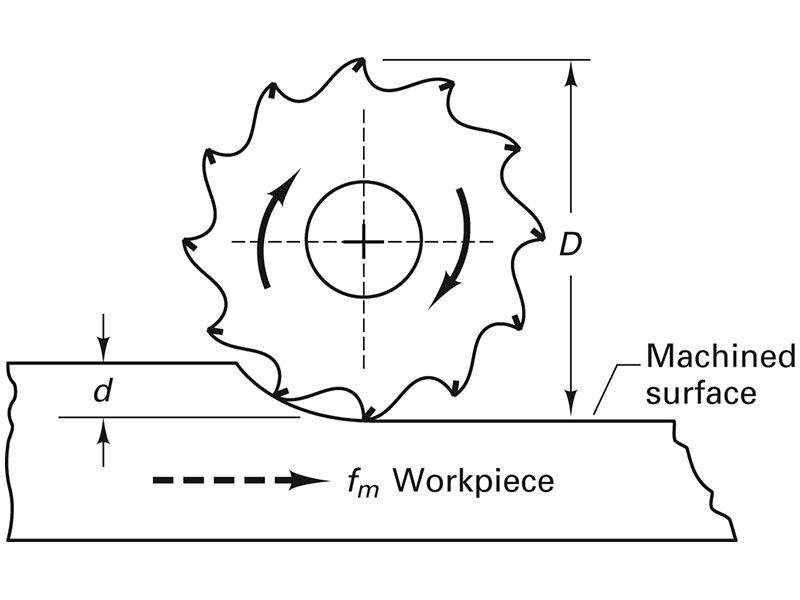 D
Machined
surface
d
fm Workpiece